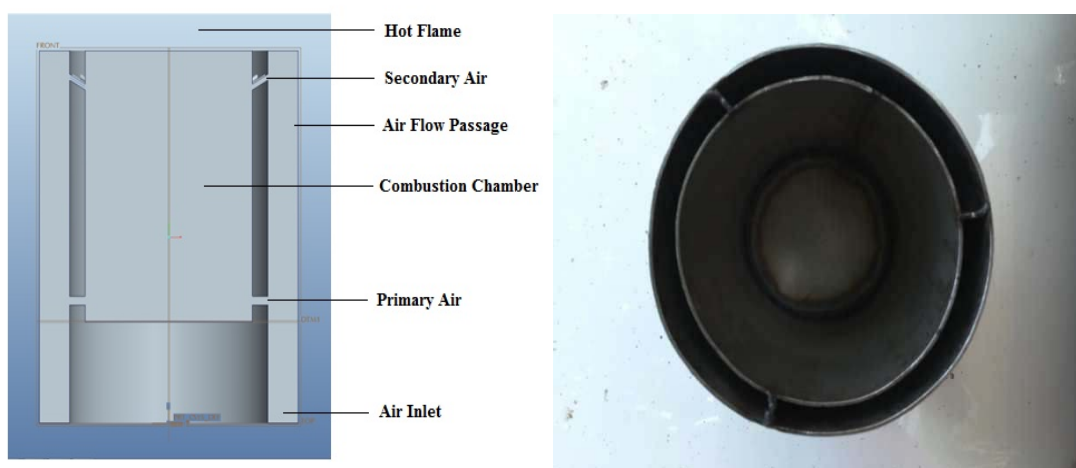 Hot Flame
FRONT
Secondary Air
Air Flow Passage
Combustion Chamber
Primary Air
Air Inlet